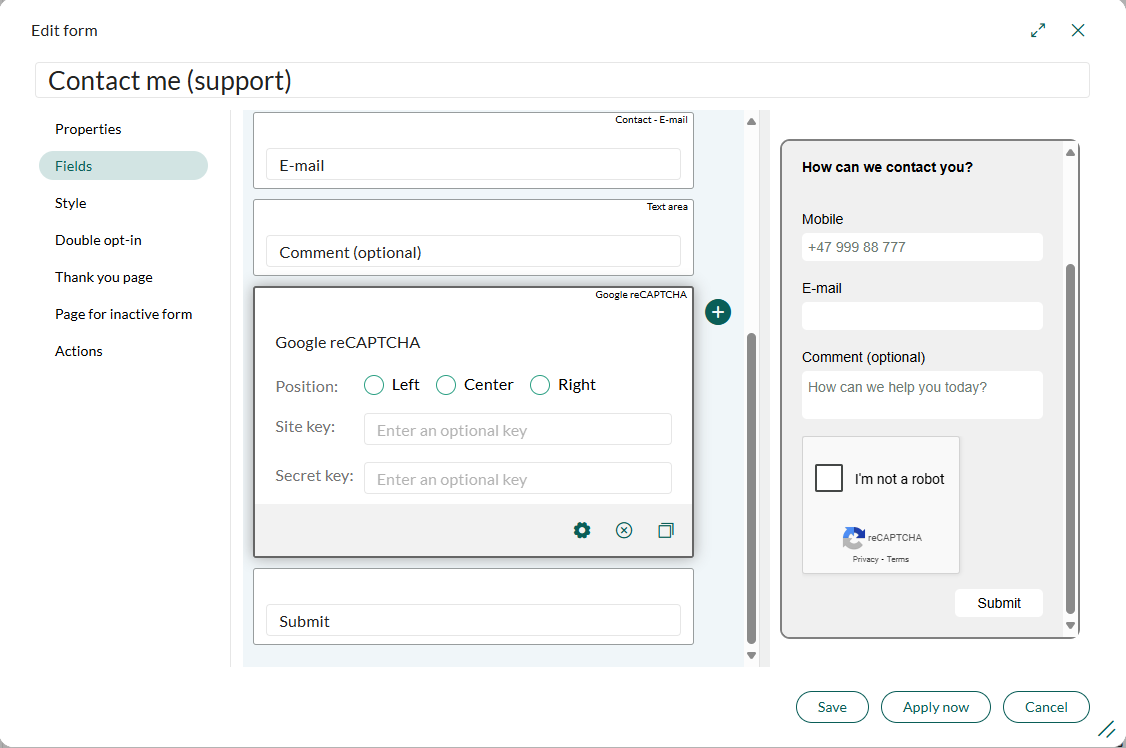 Edit form
Contact me (support)
Properties
Fields
Style
Double opt-in
Thank you page
Page for inactive form
Actions
Contact - E-mail
E-mail
Text area
Comment (optional)
Google reCAPTCHA
Google reCAPTCHA
Position:
Left
Center
Right
Site key:
Enter an optional key
Secret key:
Enter an optional key
Submit
How can we contact you?
Mobile
+47 999 88 777
E-mail
Comment (optional)
How can we help you today?
I'm not a robot
reCAPTCHA
Privacy - Terms
Submit
Save
Apply now
Cancel